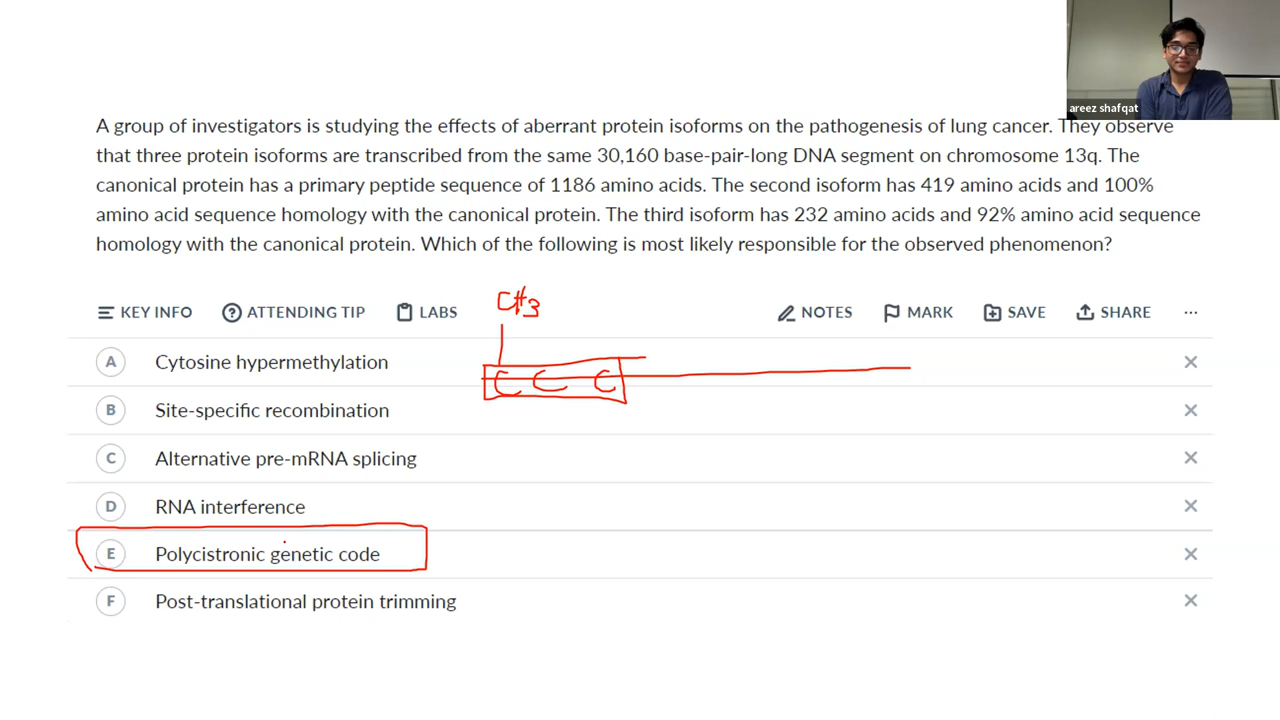 areez shafqat
A group of investigators is studying the effects of aberrant protein isoforms on the pathogenesis of lung cancer. They observe
that three protein isoforms are transcribed from the same 30,160 base-pair-long DNA segment on chromosome 13q. The
canonical protein has a primary peptide sequence of 1186 amino acids. The second isoform has 419 amino acids and 100%
amino acid sequence homology with the canonical protein. The third isoform has 232 amino acids and 92% amino acid sequence
homology with the canonical protein. Which of the following is most likely responsible for the observed phenomenon?
CH3
KEY INFO ATTENDING TIP LABS NOTES MARK SAVE SHARE ...
A Cytosine hypermethylation
C C C
B Site-specific recombination
C Alternative pre-mRNA splicing
D RNA interference
E Polycistronic genetic code
F Post-translational protein trimming